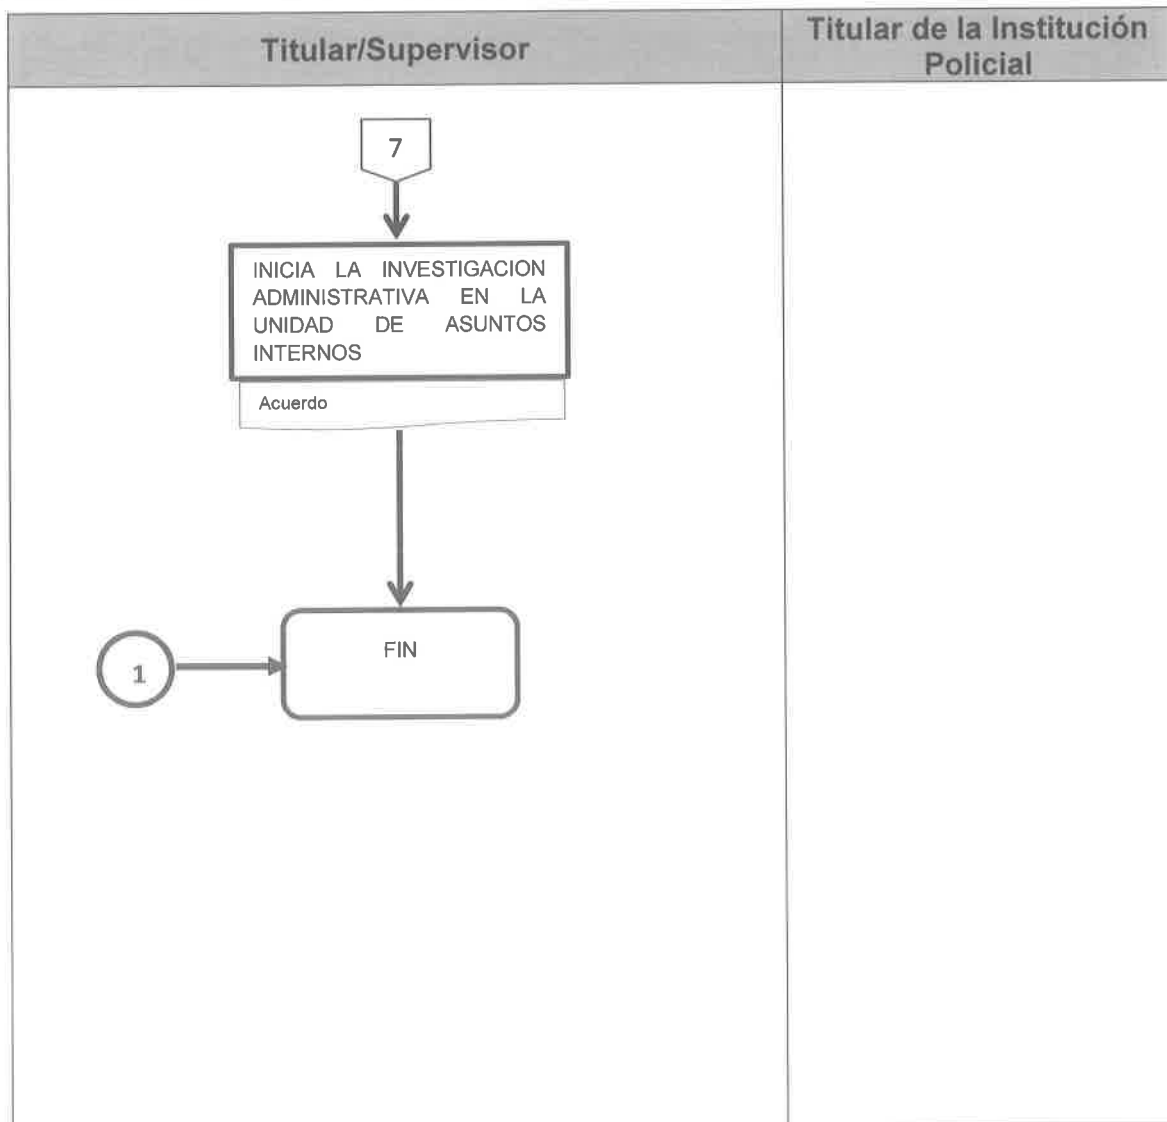 Titular/Supervisor
Titular de la Institución
Policial
7
INICIA LA INVESTIGACION
ADMINISTRATIVA EN LA
UNIDAD DE ASUNTOS
INTERNOS
Acuerdo
FIN
1